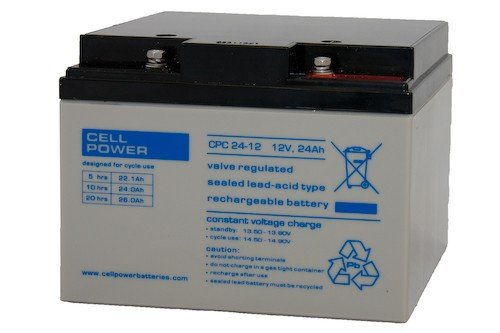 CELL
POWER
designed for cycle use
5 hrs 22.1Ah
10 hrs 24.0Ah
20 hrs 26.0Ah
www.cellpowerbatteries.com
CPC 24-12 12V, 24Ah
valve regulated
sealed lead-acid type
rechargeable battery
constant voltage charge
• standby: 13.50 - 13.80V
• cycle use: 14.50 - 14.90V
caution:
• avoid shorting terminals
• do not charge in a gas tight container
• recharge after use
• sealed lead battery must be recycled
Pb
Pb